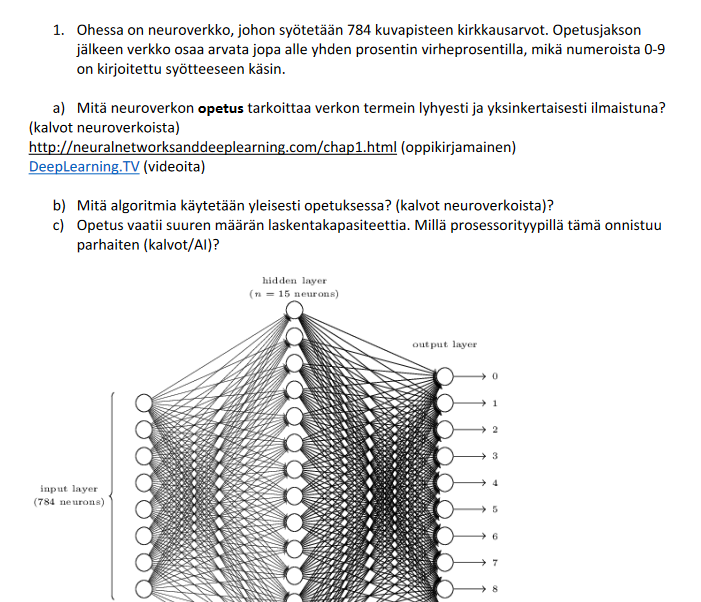 1. Ohessa on neuroverkko, johon syötetään 784 kuvapisteen kirkkausarvot. Opetusjakson
jälkeen verkko osaa arvata jopa alle yhden prosentin virheprosentilla, mikä numeroista 0-9
on kirjoitettu syötteeseen käsin.
a) Mitä neuroverkon opetus tarkoittaa verkon termein lyhyesti ja yksinkertaisesti ilmaistuna?
(kalvot neuroverkoista)
http://neuralnetworksanddeeplearning.com/chap1.html (oppikirjamainen)
DeepLearning.TV (videoita)
b) Mitä algoritmia käytetään yleisesti opetuksessa? (kalvot neuroverkoista)?
c) Opetus vaatii suuren määrän laskentakapasiteettia. Millä prosessorityypillä tämä onnistuu
parhaiten (kalvot/AI)?
hidden layer
(n = 15 neurons)
output layer
0
1
2
3
4
input layer
(784 neurons)
5
6
7
8